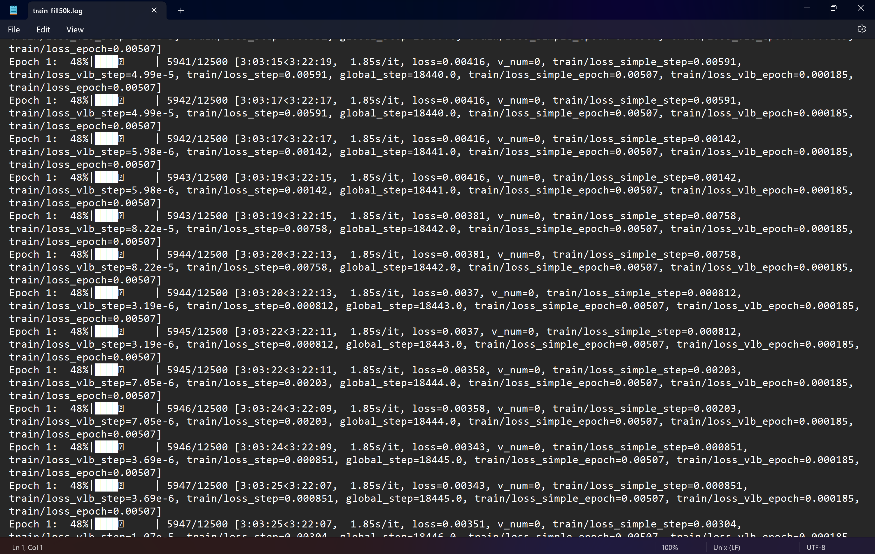 train_fill50k.log
File Edit View
train/loss_epoch=0.00507]
Epoch 1: 48%| | 5941/12500 [3:03:15<3:22:19, 1.85s/it, loss=0.00416, v_num=0, train/loss_simple_step=0.00591,
train/loss_vlb_step=4.99e-5, train/loss_step=0.00591, global_step=18440.0, train/loss_simple_epoch=0.00507, train/loss_vlb_epoch=0.000185,
train/loss_epoch=0.00507]
Epoch 1: 48%| | 5942/12500 [3:03:17<3:22:17, 1.85s/it, loss=0.00416, v_num=0, train/loss_simple_step=0.00591,
train/loss_vlb_step=4.99e-5, train/loss_step=0.00591, global_step=18440.0, train/loss_simple_epoch=0.00507, train/loss_vlb_epoch=0.000185,
train/loss_epoch=0.00507]
Epoch 1: 48%| | 5942/12500 [3:03:17<3:22:17, 1.85s/it, loss=0.00416, v_num=0, train/loss_simple_step=0.00142,
train/loss_vlb_step=5.98e-6, train/loss_step=0.00142, global_step=18441.0, train/loss_simple_epoch=0.00507, train/loss_vlb_epoch=0.000185,
train/loss_epoch=0.00507]
Epoch 1: 48%| | 5943/12500 [3:03:19<3:22:15, 1.85s/it, loss=0.00416, v_num=0, train/loss_simple_step=0.00142,
train/loss_vlb_step=5.98e-6, train/loss_step=0.00142, global_step=18441.0, train/loss_simple_epoch=0.00507, train/loss_vlb_epoch=0.000185,
train/loss_epoch=0.00507]
Epoch 1: 48%| | 5943/12500 [3:03:19<3:22:15, 1.85s/it, loss=0.00381, v_num=0, train/loss_simple_step=0.00758,
train/loss_vlb_step=8.22e-5, train/loss_step=0.00758, global_step=18442.0, train/loss_simple_epoch=0.00507, train/loss_vlb_epoch=0.000185,
train/loss_epoch=0.00507]
Epoch 1: 48%| | 5944/12500 [3:03:20<3:22:13, 1.85s/it, loss=0.00381, v_num=0, train/loss_simple_step=0.00758,
train/loss_vlb_step=8.22e-5, train/loss_step=0.00758, global_step=18442.0, train/loss_simple_epoch=0.00507, train/loss_vlb_epoch=0.000185,
train/loss_epoch=0.00507]
Epoch 1: 48%| | 5944/12500 [3:03:20<3:22:13, 1.85s/it, loss=0.0037, v_num=0, train/loss_simple_step=0.000812,
train/loss_vlb_step=3.19e-6, train/loss_step=0.000812, global_step=18443.0, train/loss_simple_epoch=0.00507, train/loss_vlb_epoch=0.000185,
train/loss_epoch=0.00507]
Epoch 1: 48%| | 5945/12500 [3:03:22<3:22:11, 1.85s/it, loss=0.0037, v_num=0, train/loss_simple_step=0.000812,
train/loss_vlb_step=3.19e-6, train/loss_step=0.000812, global_step=18443.0, train/loss_simple_epoch=0.00507, train/loss_vlb_epoch=0.000185,
train/loss_epoch=0.00507]
Epoch 1: 48%| | 5945/12500 [3:03:22<3:22:11, 1.85s/it, loss=0.00358, v_num=0, train/loss_simple_step=0.00203,
train/loss_vlb_step=7.05e-6, train/loss_step=0.00203, global_step=18444.0, train/loss_simple_epoch=0.00507, train/loss_vlb_epoch=0.000185,
train/loss_epoch=0.00507]
Epoch 1: 48%| | 5946/12500 [3:03:24<3:22:09, 1.85s/it, loss=0.00358, v_num=0, train/loss_simple_step=0.00203,
train/loss_vlb_step=7.05e-6, train/loss_step=0.00203, global_step=18444.0, train/loss_simple_epoch=0.00507, train/loss_vlb_epoch=0.000185,
train/loss_epoch=0.00507]
Epoch 1: 48%| | 5946/12500 [3:03:24<3:22:09, 1.85s/it, loss=0.00343, v_num=0, train/loss_simple_step=0.000851,
train/loss_vlb_step=3.69e-6, train/loss_step=0.000851, global_step=18445.0, train/loss_simple_epoch=0.00507, train/loss_vlb_epoch=0.000185,
train/loss_epoch=0.00507]
Epoch 1: 48%| | 5947/12500 [3:03:25<3:22:07, 1.85s/it, loss=0.00343, v_num=0, train/loss_simple_step=0.000851,
train/loss_vlb_step=3.69e-6, train/loss_step=0.000851, global_step=18445.0, train/loss_simple_epoch=0.00507, train/loss_vlb_epoch=0.000185,
train/loss_epoch=0.00507]
Epoch 1: 48%| | 5947/12500 [3:03:25<3:22:07, 1.85s/it, loss=0.00351, v_num=0, train/loss_simple_step=0.00304,
train/loss_vlb_step=1.07e-5, train/loss_step=0.00304, global_step=18446.0, train/loss_simple_epoch=0.00507, train/loss_vlb_epoch=0.000185,
Ln 1, Col 1 100% Unix (LF) UTF-8